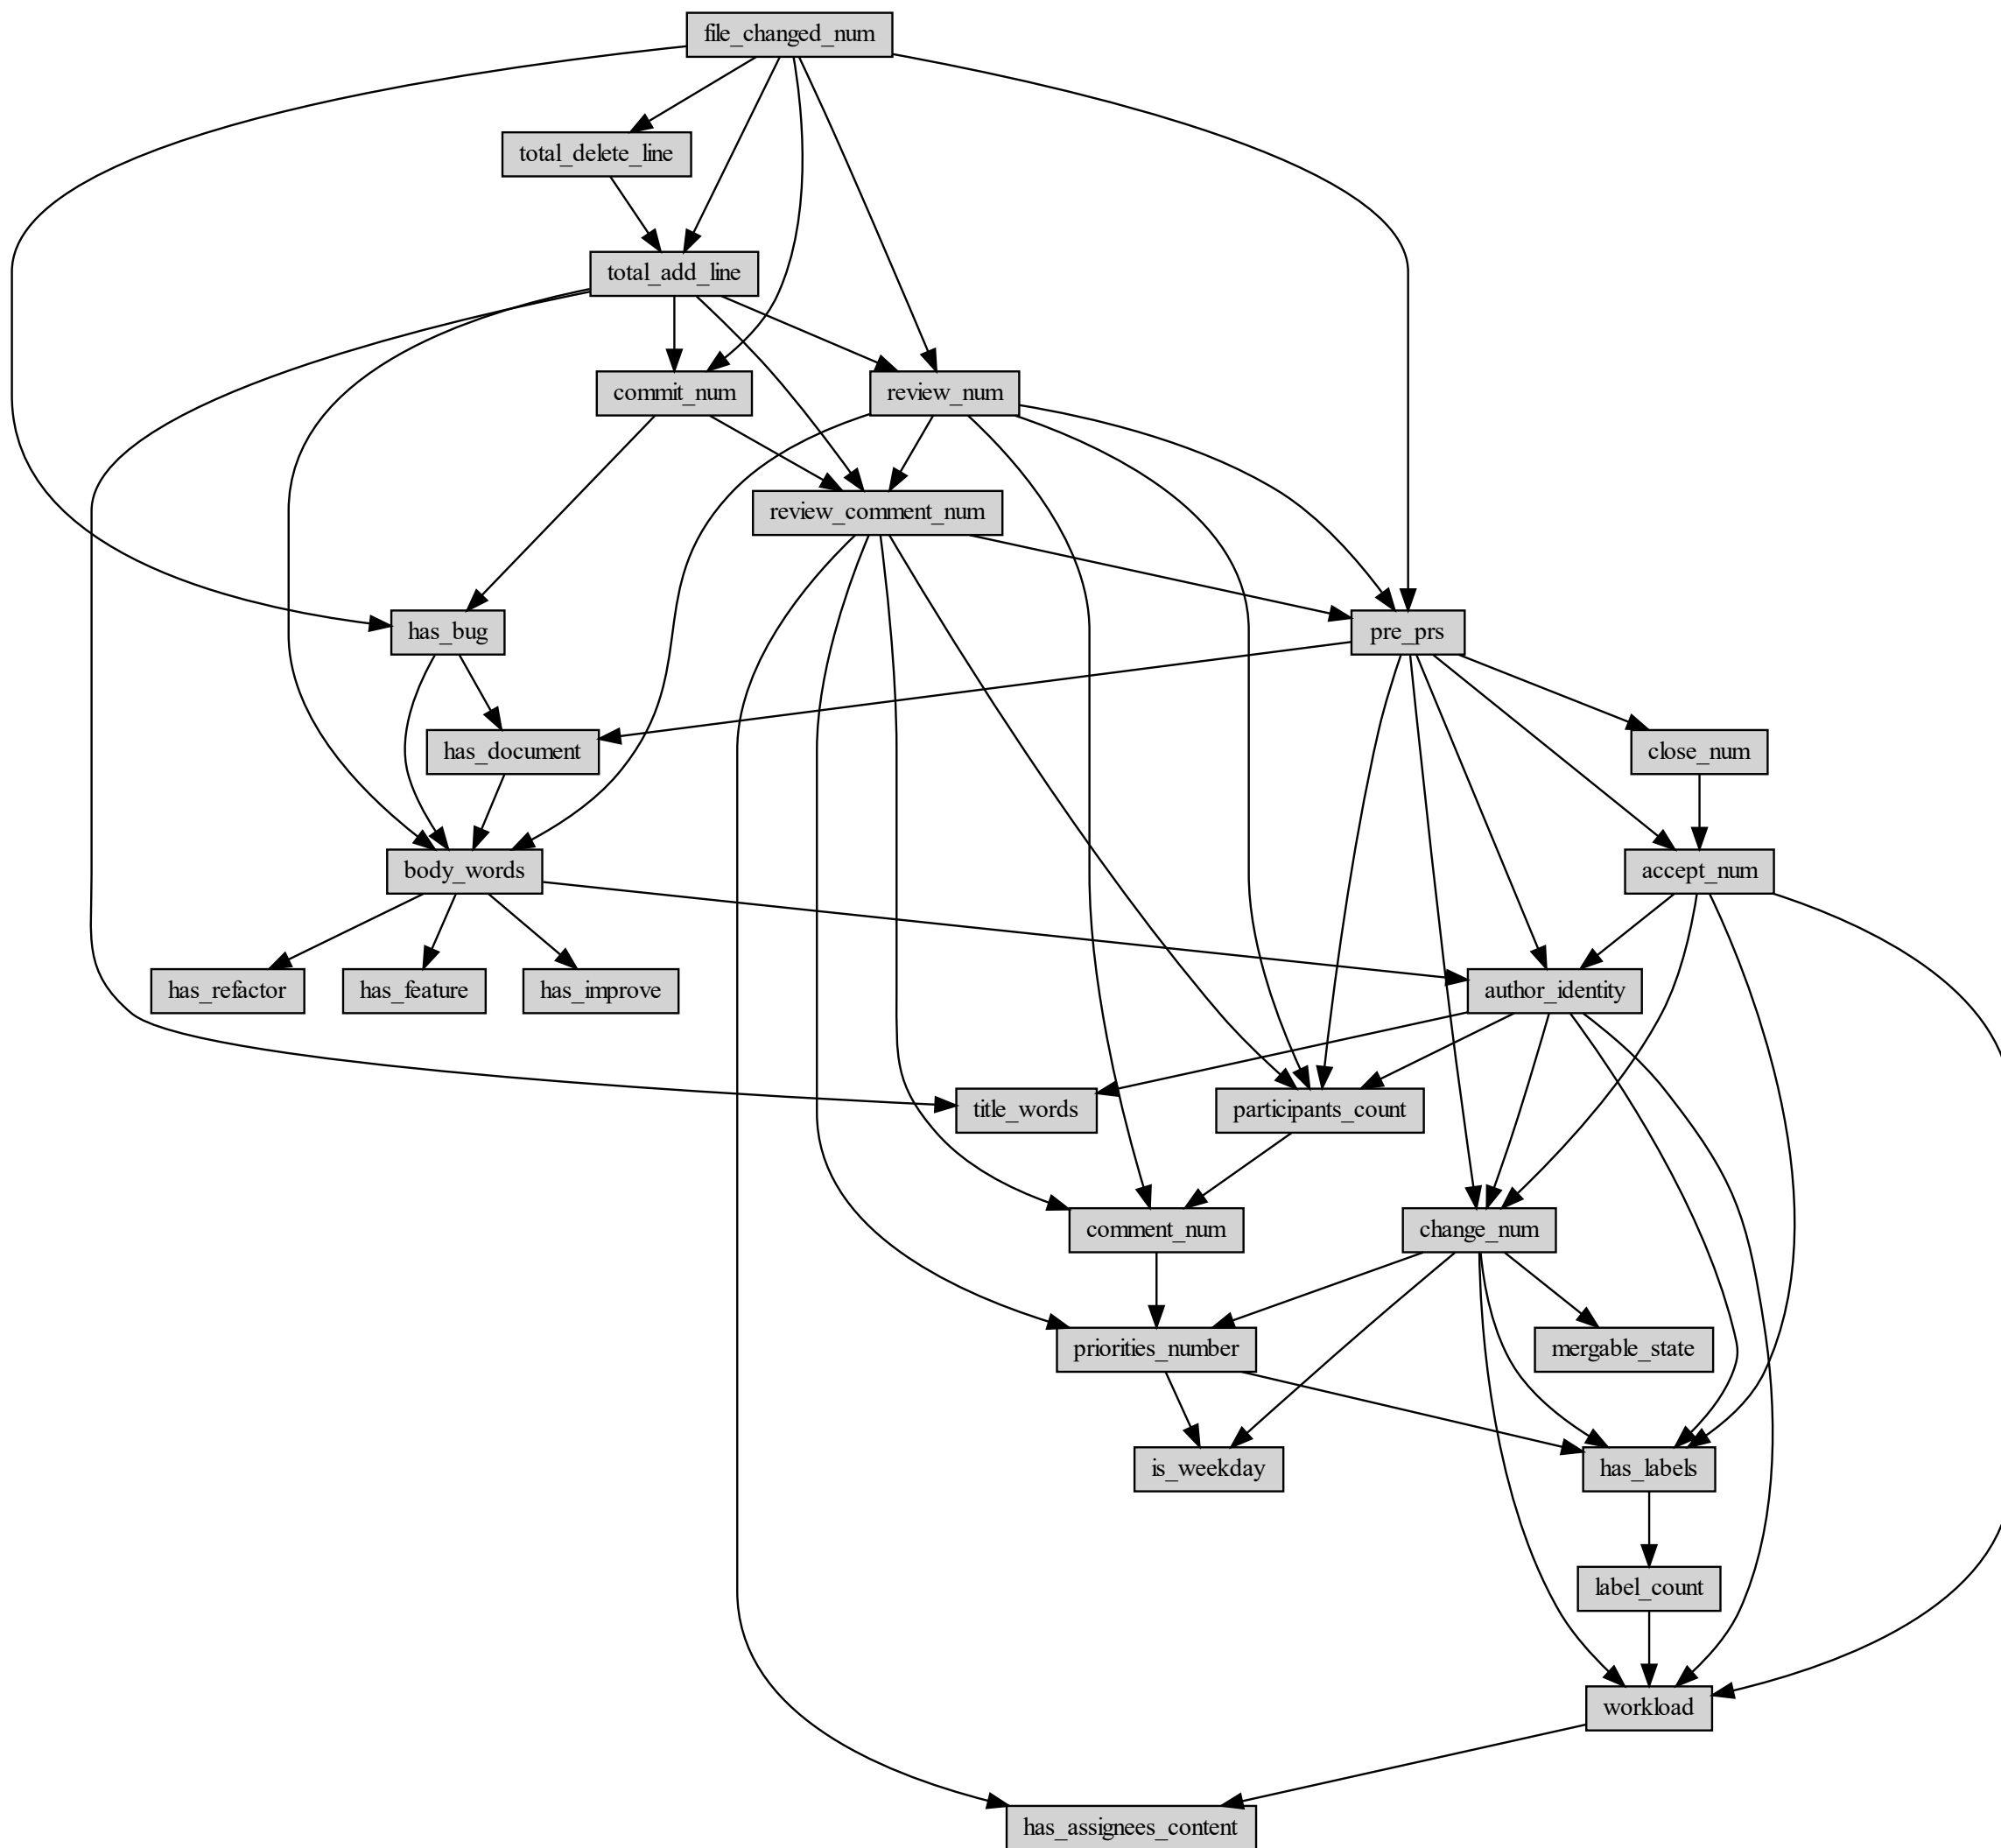 file_changed_num
total_delete_line
total_add_line
commit_num
review_num
review_comment_num
has_bug
pre_prs
has_document
close_num
body_words
accept_num
has_refactor
has_feature
has_improve
author_identity
title_words
participants_count
comment_num
change_num
priorities_number
mergable_state
is_weekday
has_labels
label_count
workload
has_assignees_content